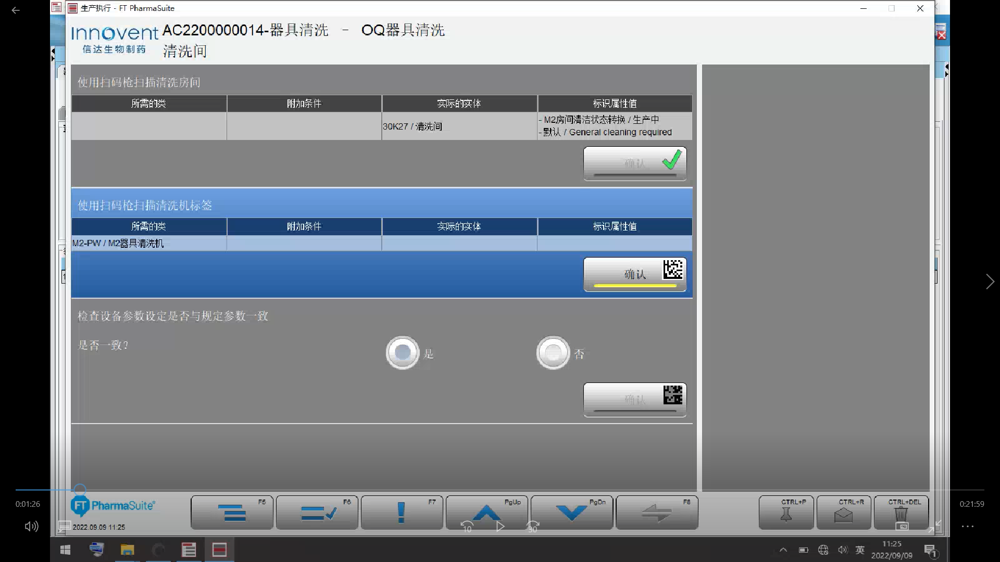 生产执行 - FT PharmaSuite
Innovent
信达生物制药
AC2200000014-器具清洗 - OQ器具清洗
清洗间
使用扫码枪扫描清洗房间
所需的类 附加条件 实际的实体 标识属性值
30K27 / 清洗间
- M2房间清洁状态转换 / 生产中
- 默认 / General cleaning required
确认
使用扫码枪扫描清洗机标签
所需的类 附加条件 实际的实体 标识属性值
M2-PW / M2器具清洗机
确认
检查设备参数设定是否与规定参数一致
是否一致?
是 否
确认
0:01:26
0:21:59
FT PharmaSuite®
2022.09.09 11:25
F5 F6 F7 PgUp PgDn F8 CTRL+P CTRL+R CTRL+DEL
10 30
英
11:25
2022/09/09
1